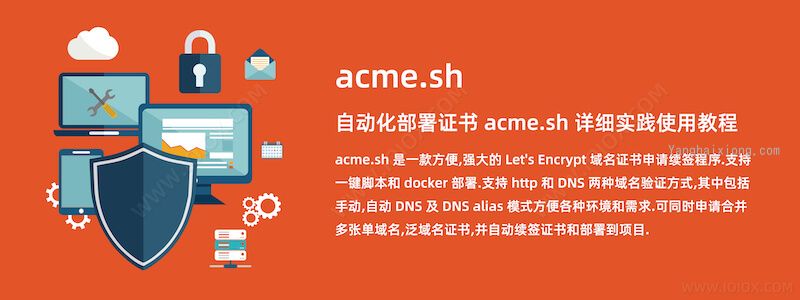 acme.sh
自动化部署证书 acme.sh 详细实践使用教程
Yanghaixiong.com
acme.sh 是一款方便,强大的 Let's Encrypt 域名证书申请续签程序.支持
一键脚本和 docker 部署.支持 http 和 DNS 两种域名验证方式,其中包括
手动,自动 DNS 及 DNS alias 模式方便各种环境和需求.可同时申请合并
多张单域名,泛域名证书,并自动续签证书和部署到项目.
WWW.IOIOX.COM